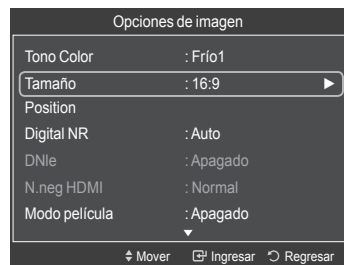 Opciones de imagen
Tono Color : Frío1
Tamaño : 16:9 ►
Position
Digital NR : Auto
DNIe : Apagado
N.neg HDMI : Normal
Modo película : Apagado
▼
Mover Ingresar Regresar